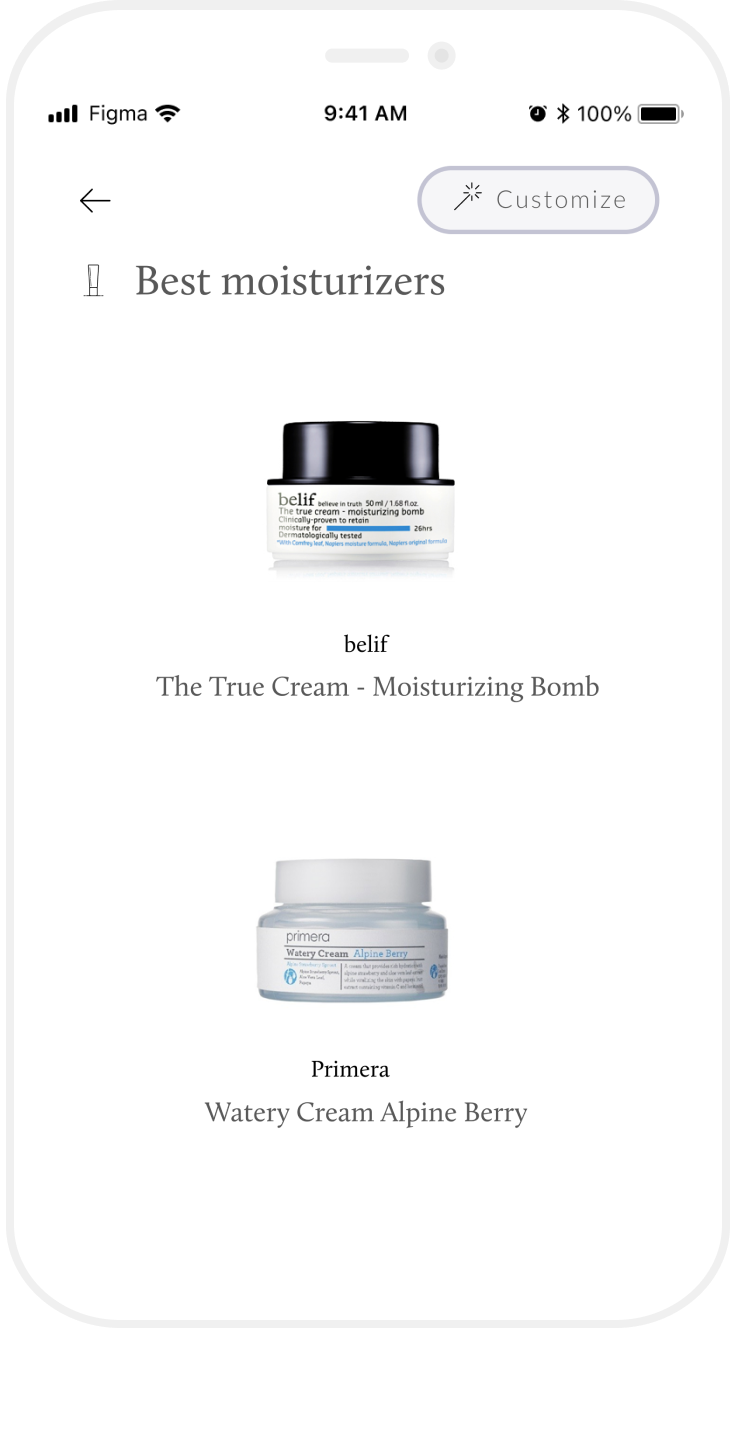 Figma 9:41 AM 100%
Customize
Best moisturizers
belif believe in truth 50 ml / 1.68 fl.oz.
The true cream - moisturizing bomb
Clinically-proven to retain
moisture for 26hrs
Dermatologically tested
*With Comfrey leaf, Napiers moisture formula, Napiers original formula
belif
The True Cream - Moisturizing Bomb
primera
Watery Cream Alpine Berry
Primera
Watery Cream Alpine Berry